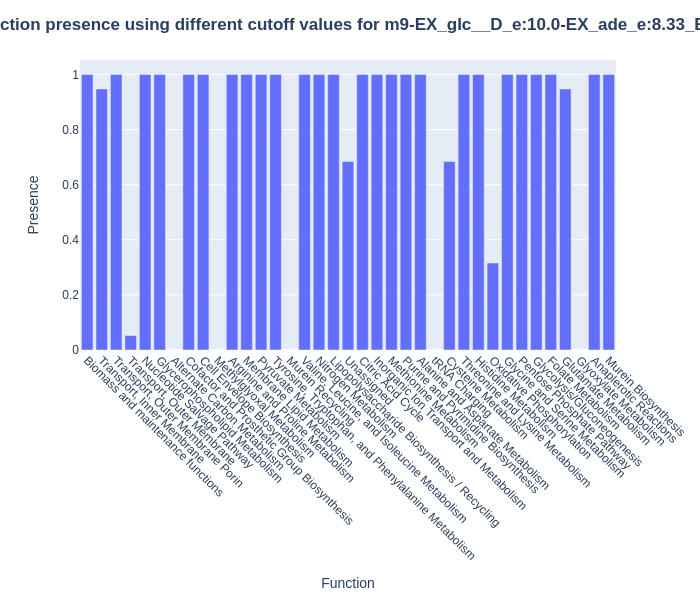 ction presence using different cutoff values for m9-EX_glc__D_e:10.0-EX_ade_e:8.33_E
Presence
1
0.8
0.6
0.4
0.2
0
Biomass and maintenance functions
Transport, Inner Membrane
Transport, Outer Membrane
Transport, Outer Membrane Porin
Nucleotide Salvage Pathway
Glycerophospholipid Metabolism
Alternate Carbon Metabolism
Cofactor and Prosthetic Group Biosynthesis
Cell Envelope Biosynthesis
Methylglyoxal Metabolism
Arginine and Proline Metabolism
Membrane Lipid Metabolism
Pyruvate Metabolism
Tyrosine, Tryptophan, and Phenylalanine Metabolism
Murein Recycling
Valine, Leucine, and Isoleucine Metabolism
Nitrogen Metabolism
Lipopolysaccharide Biosynthesis / Recycling
Unassigned
Citric Acid Cycle
Inorganic Ion Transport and Metabolism
Methionine Metabolism
Purine and Pyrimidine Biosynthesis
Alanine and Aspartate Metabolism
tRNA Charging
Cysteine Metabolism
Threonine and Lysine Metabolism
Histidine Metabolism
Oxidative Phosphorylation
Glycine and Serine Metabolism
Pentose Phosphate Pathway
Glycolysis/Gluconeogenesis
Folate Metabolism
Glutamate Metabolism
Glyoxylate Metabolism
Anaplerotic Reactions
Murein Biosynthesis
Function